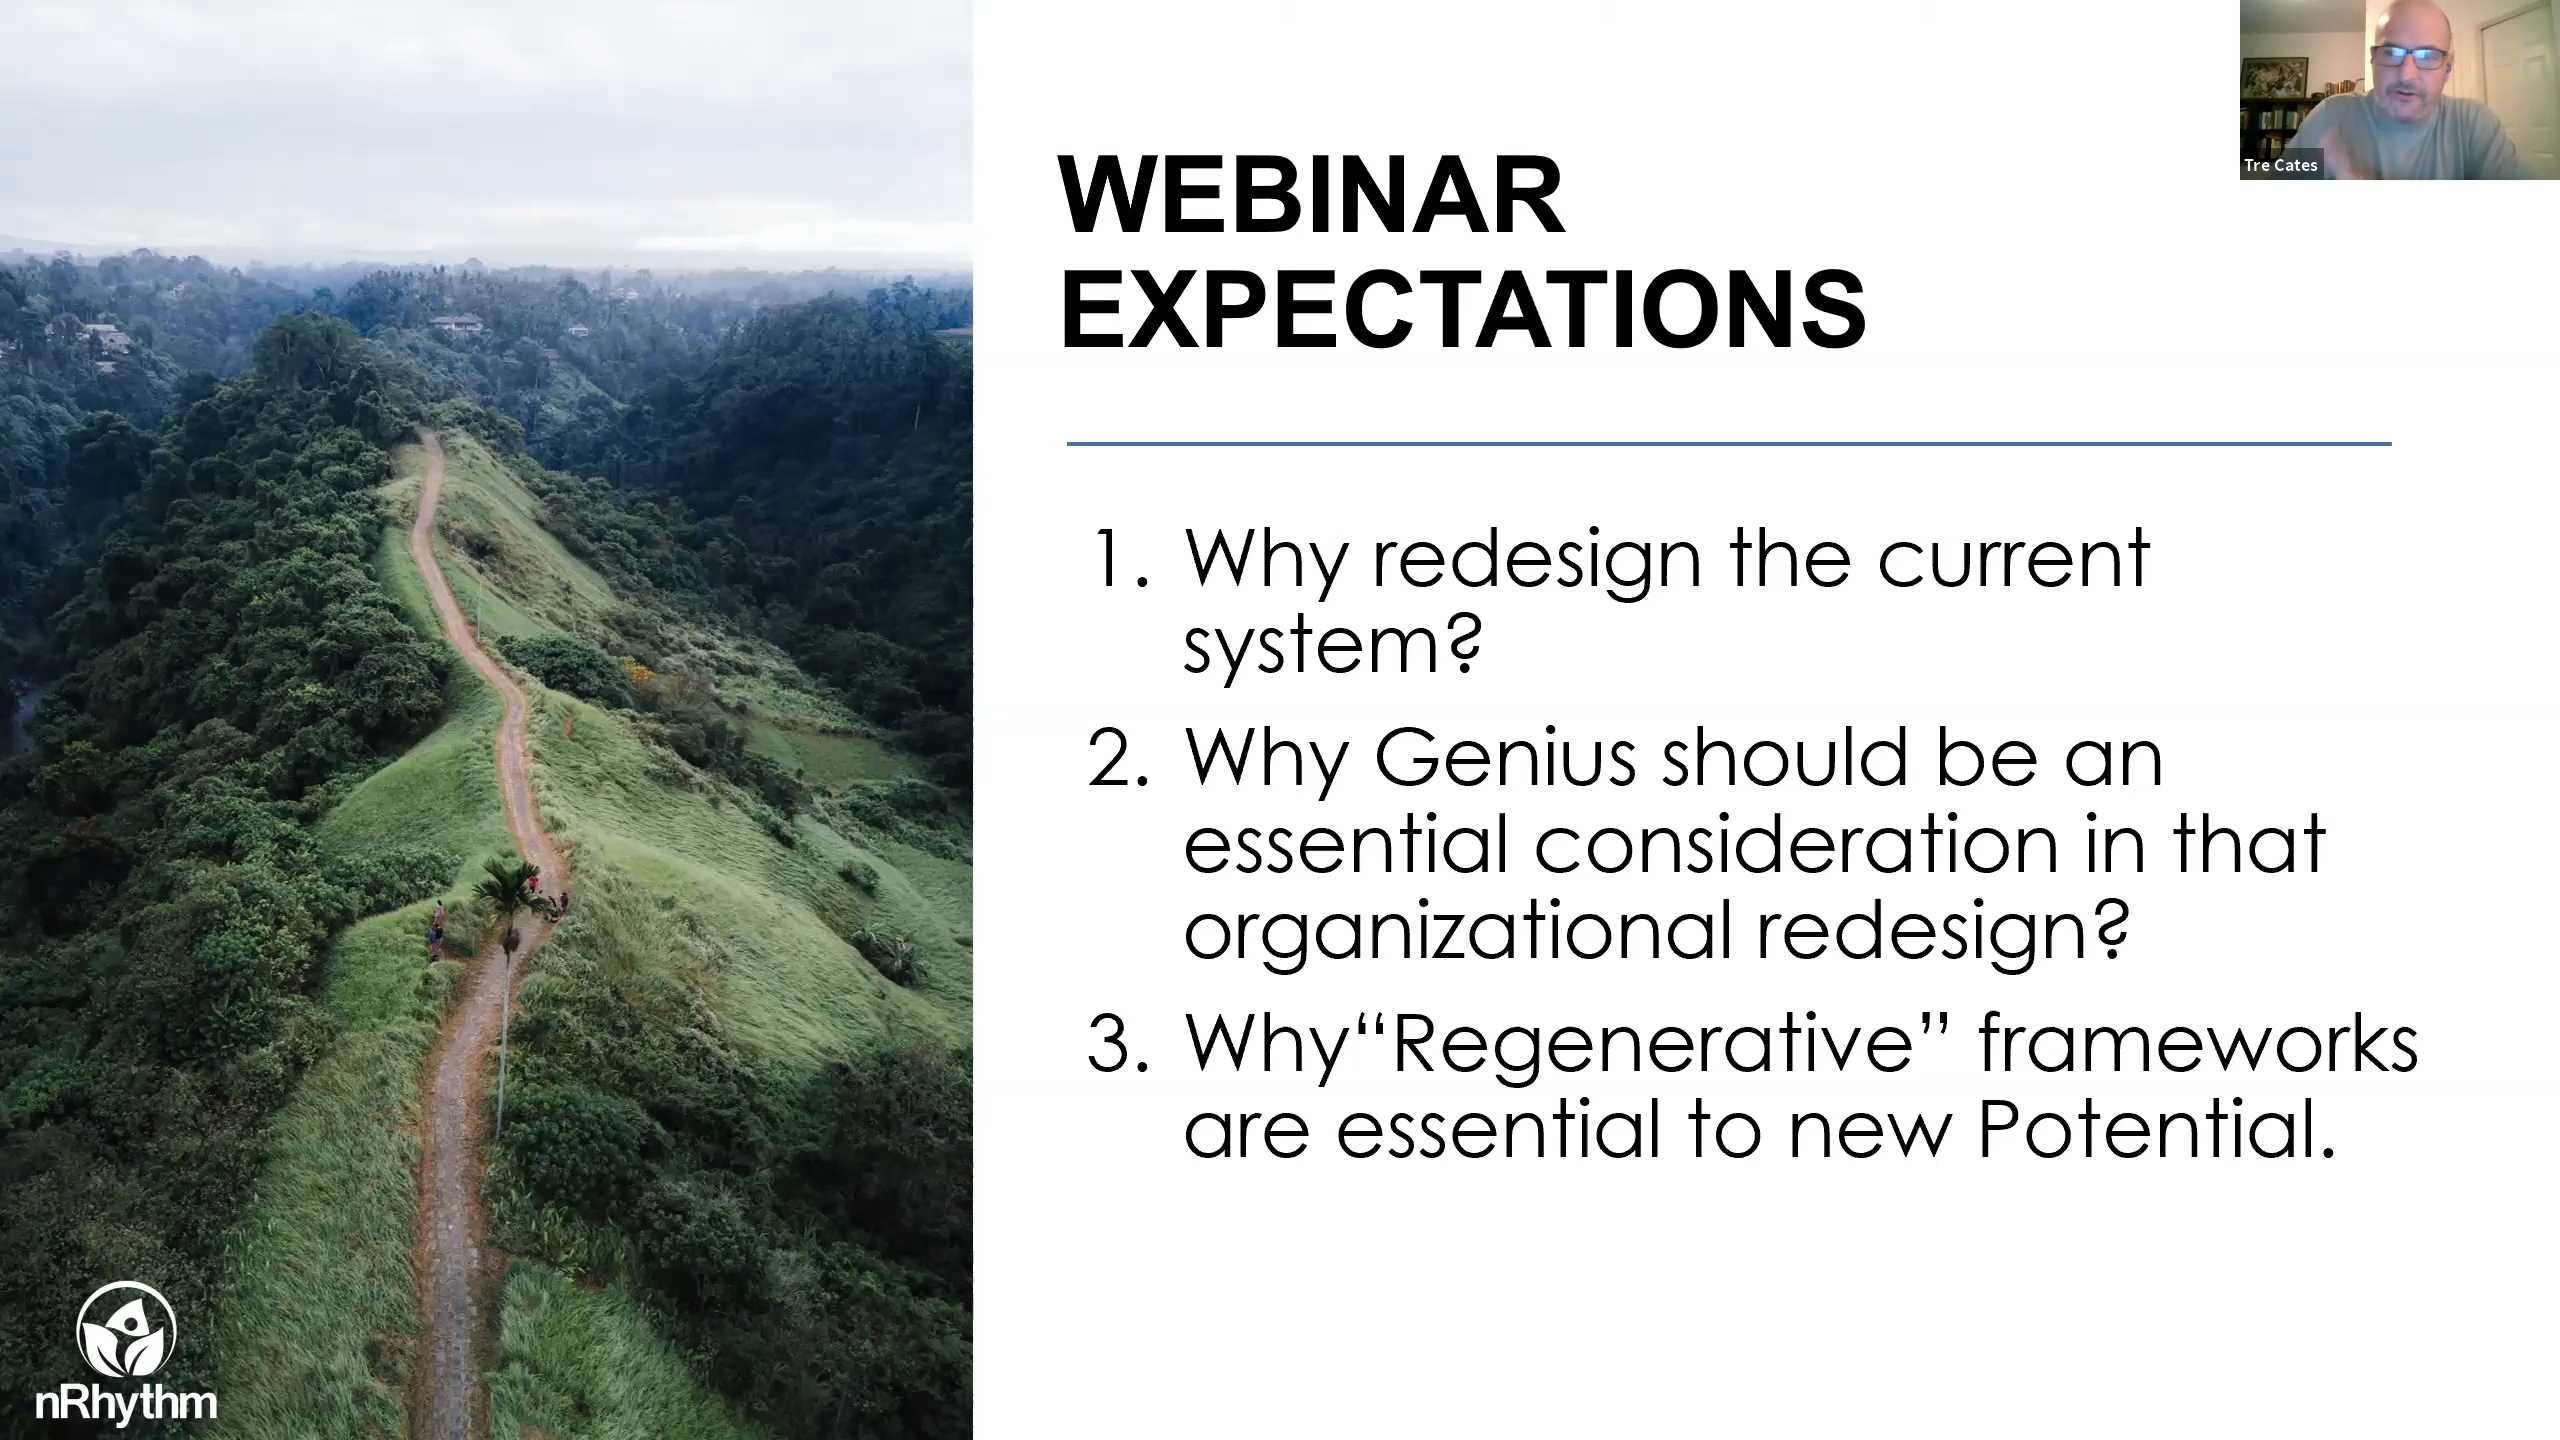 Tre Cates
WEBINAR
EXPECTATIONS
1. Why redesign the current
system?
2. Why Genius should be an
essential consideration in that
organizational redesign?
3. Why“Regenerative” frameworks
are essential to new Potential.
nRhythm